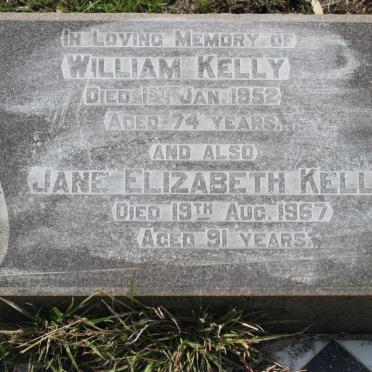 IN LOVING MEMORY OF
WILLIAM KELLY
DIED 1ST JAN. 1952
AGED 74 YEARS.
AND ALSO
JANE ELIZABETH KELL
DIED 19TH AUG. 1967
AGED 91 YEARS.